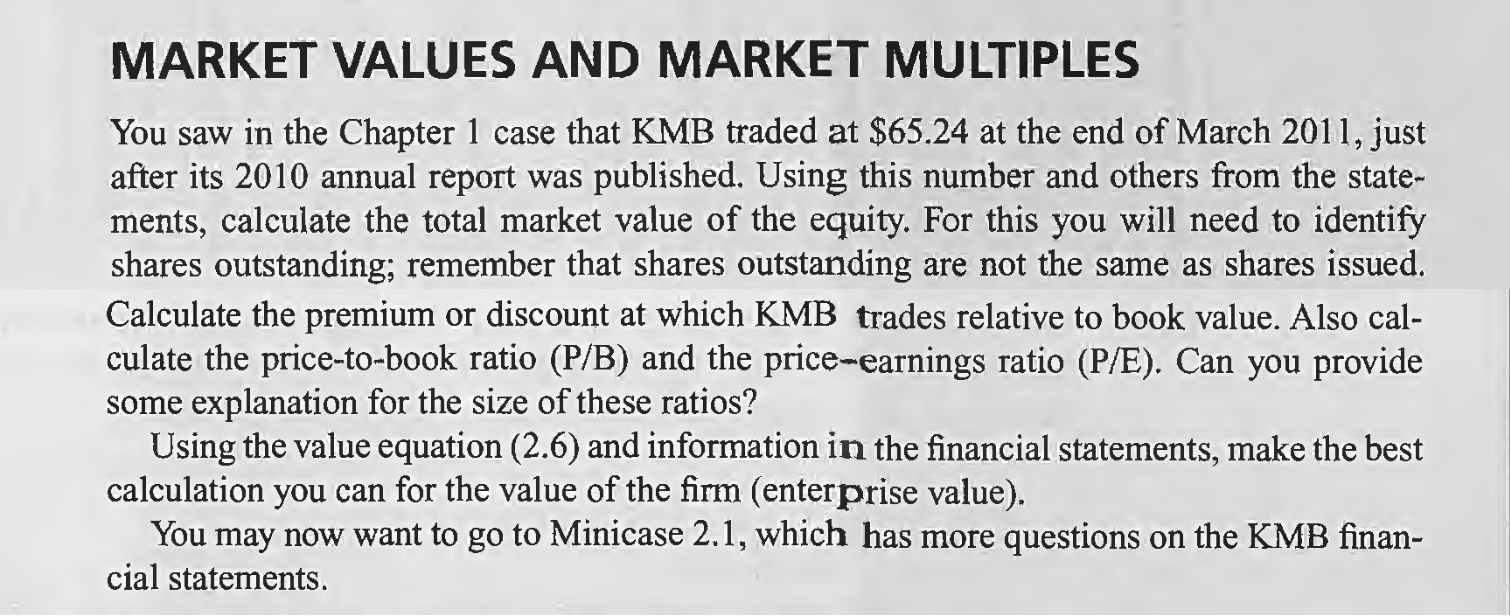 MARKET VALUES AND MARKET MULTIPLES
You saw in the Chapter 1 case that KMB traded at $65.24 at the end of March 2011, just
after its 2010 annual report was published. Using this number and others from the state-
ments, calculate the total market value of the equity. For this you will need to identify
shares outstanding; remember that shares outstanding are not the same as shares issued.
Calculate the premium or discount at which KMB trades relative to book value. Also cal-
culate the price-to-book ratio (P/B) and the price–earnings ratio (P/E). Can you provide
some explanation for the size of these ratios?
Using the value equation (2.6) and information in the financial statements, make the best
calculation you can for the value of the firm (enterprise value).
You may now want to go to Minicase 2.1, which has more questions on the KMB finan-
cial statements.